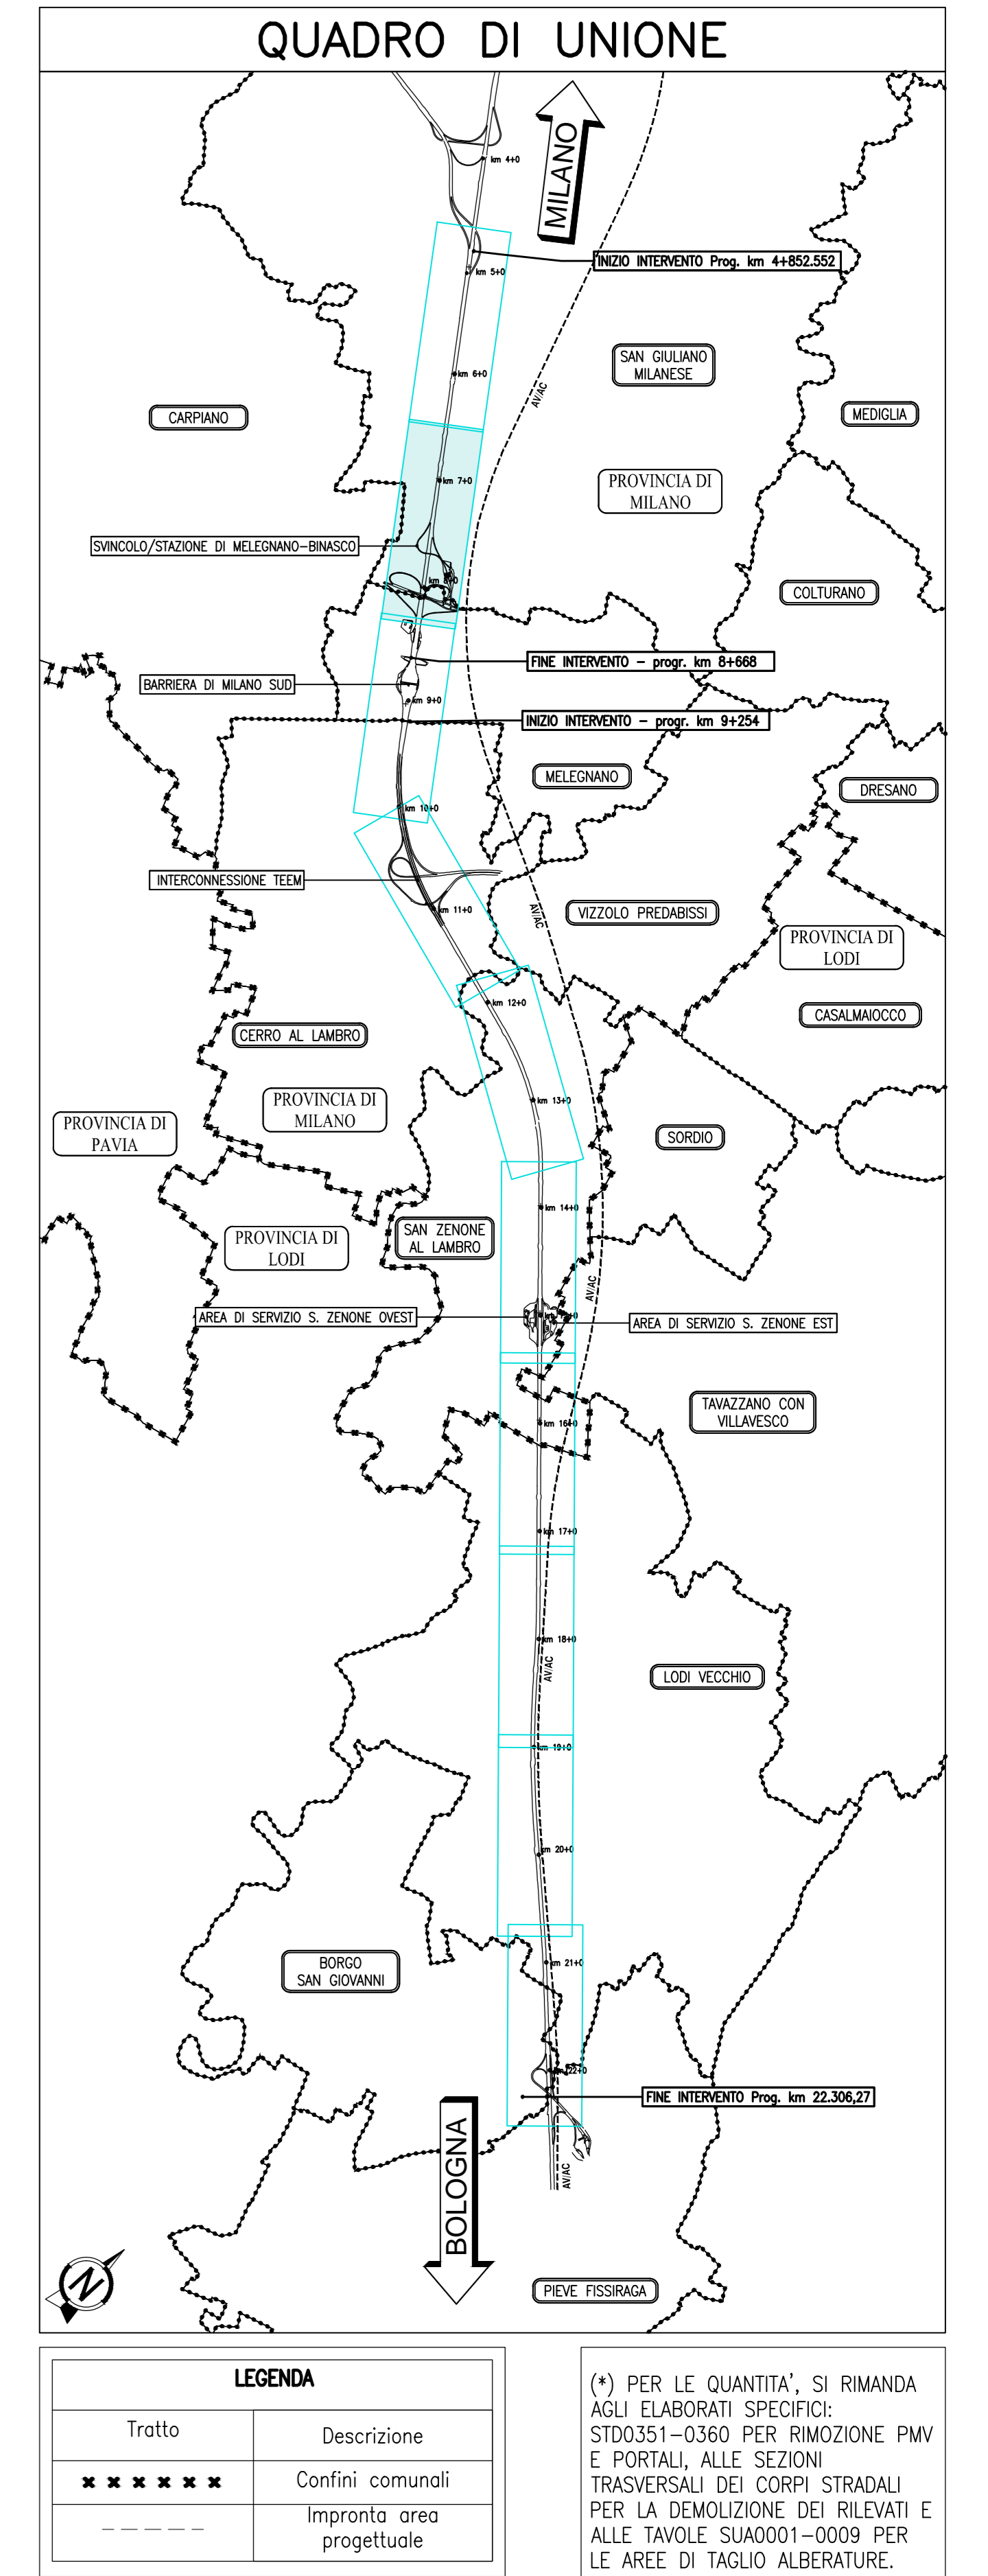 QUADRO DI UNIONE
MILANO
km 4+0
INIZIO INTERVENTO Prog. km 4+852.552
km 5+0
SAN GIULIANO
MILANESE
km 6+0
AV/AC
CARPIANO
MEDIGLIA
PROVINCIA DI
MILANO
km 7+0
SVINCOLO/STAZIONE DI MELEGNANO-BINASCO
km 8+0
COLTURANO
FINE INTERVENTO - progr. km 8+668
BARRIERA DI MILANO SUD
km 9+0
INIZIO INTERVENTO - progr. km 9+254
MELEGNANO
DRESANO
km 10+0
INTERCONNESSIONE TEEM
km 11+0
AV/AC
VIZZOLO PREDABISSI
PROVINCIA DI
LODI
km 12+0
CASALMAIOCCO
CERRO AL LAMBRO
PROVINCIA DI
MILANO
km 13+0
PROVINCIA DI
PAVIA
SORDIO
km 14+0
SAN ZENONE
AL LAMBRO
PROVINCIA DI
LODI
AV/AC
AREA DI SERVIZIO S. ZENONE OVEST
AREA DI SERVIZIO S. ZENONE EST
TAVAZZANO CON
VILLAVESCO
km 16+0
km 17+0
km 18+0
AV/AC
LODI VECCHIO
km 19+0
km 20+0
BORGO
SAN GIOVANNI
km 21+0
km 22+0
FINE INTERVENTO Prog. km 22.306,27
BOLOGNA
AV/AC
N
PIEVE FISSIRAGA
LEGENDA
Tratto
Descrizione
Confini comunali
Impronta area
progettuale
(*) PER LE QUANTITA', SI RIMANDA
AGLI ELABORATI SPECIFICI:
STD0351-0360 PER RIMOZIONE PMV
E PORTALI, ALLE SEZIONI
TRASVERSALI DEI CORPI STRADALI
PER LA DEMOLIZIONE DEI RILEVATI E
ALLE TAVOLE SUA0001-0009 PER
LE AREE DI TAGLIO ALBERATURE.